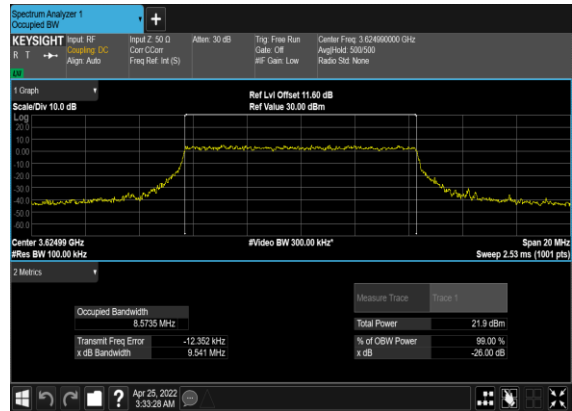 Spectrum Analyzer 1
Occupied BW
+
KEYSIGHT Input: RF Input Z: 50 Ω Atten: 30 dB Trig: Free Run Center Freq: 3.624990000 GHz
R T Coupling: DC Corr CCorr Gate: Off Avg|Hold: 500/500
Align: Auto Freq Ref: Int (S) #IF Gain: Low Radio Std: None
1 Graph
Ref Lvl Offset 11.60 dB
Scale/Div 10.0 dB Ref Value 30.00 dBm
Log
20.0
10.0
0.00
-10.0
-20.0
-30.0
-40.0
-50.0
-60.0
Center 3.62499 GHz #Video BW 300.00 kHz* Span 20 MHz
#Res BW 100.00 kHz Sweep 2.53 ms (1001 pts)
2 Metrics
Measure Trace Trace 1
Occupied Bandwidth
8.5735 MHz Total Power 21.9 dBm
Transmit Freq Error -12.352 kHz % of OBW Power 99.00 %
x dB Bandwidth 9.541 MHz x dB -26.00 dB
? Apr 25, 2022
3:33:28 AM